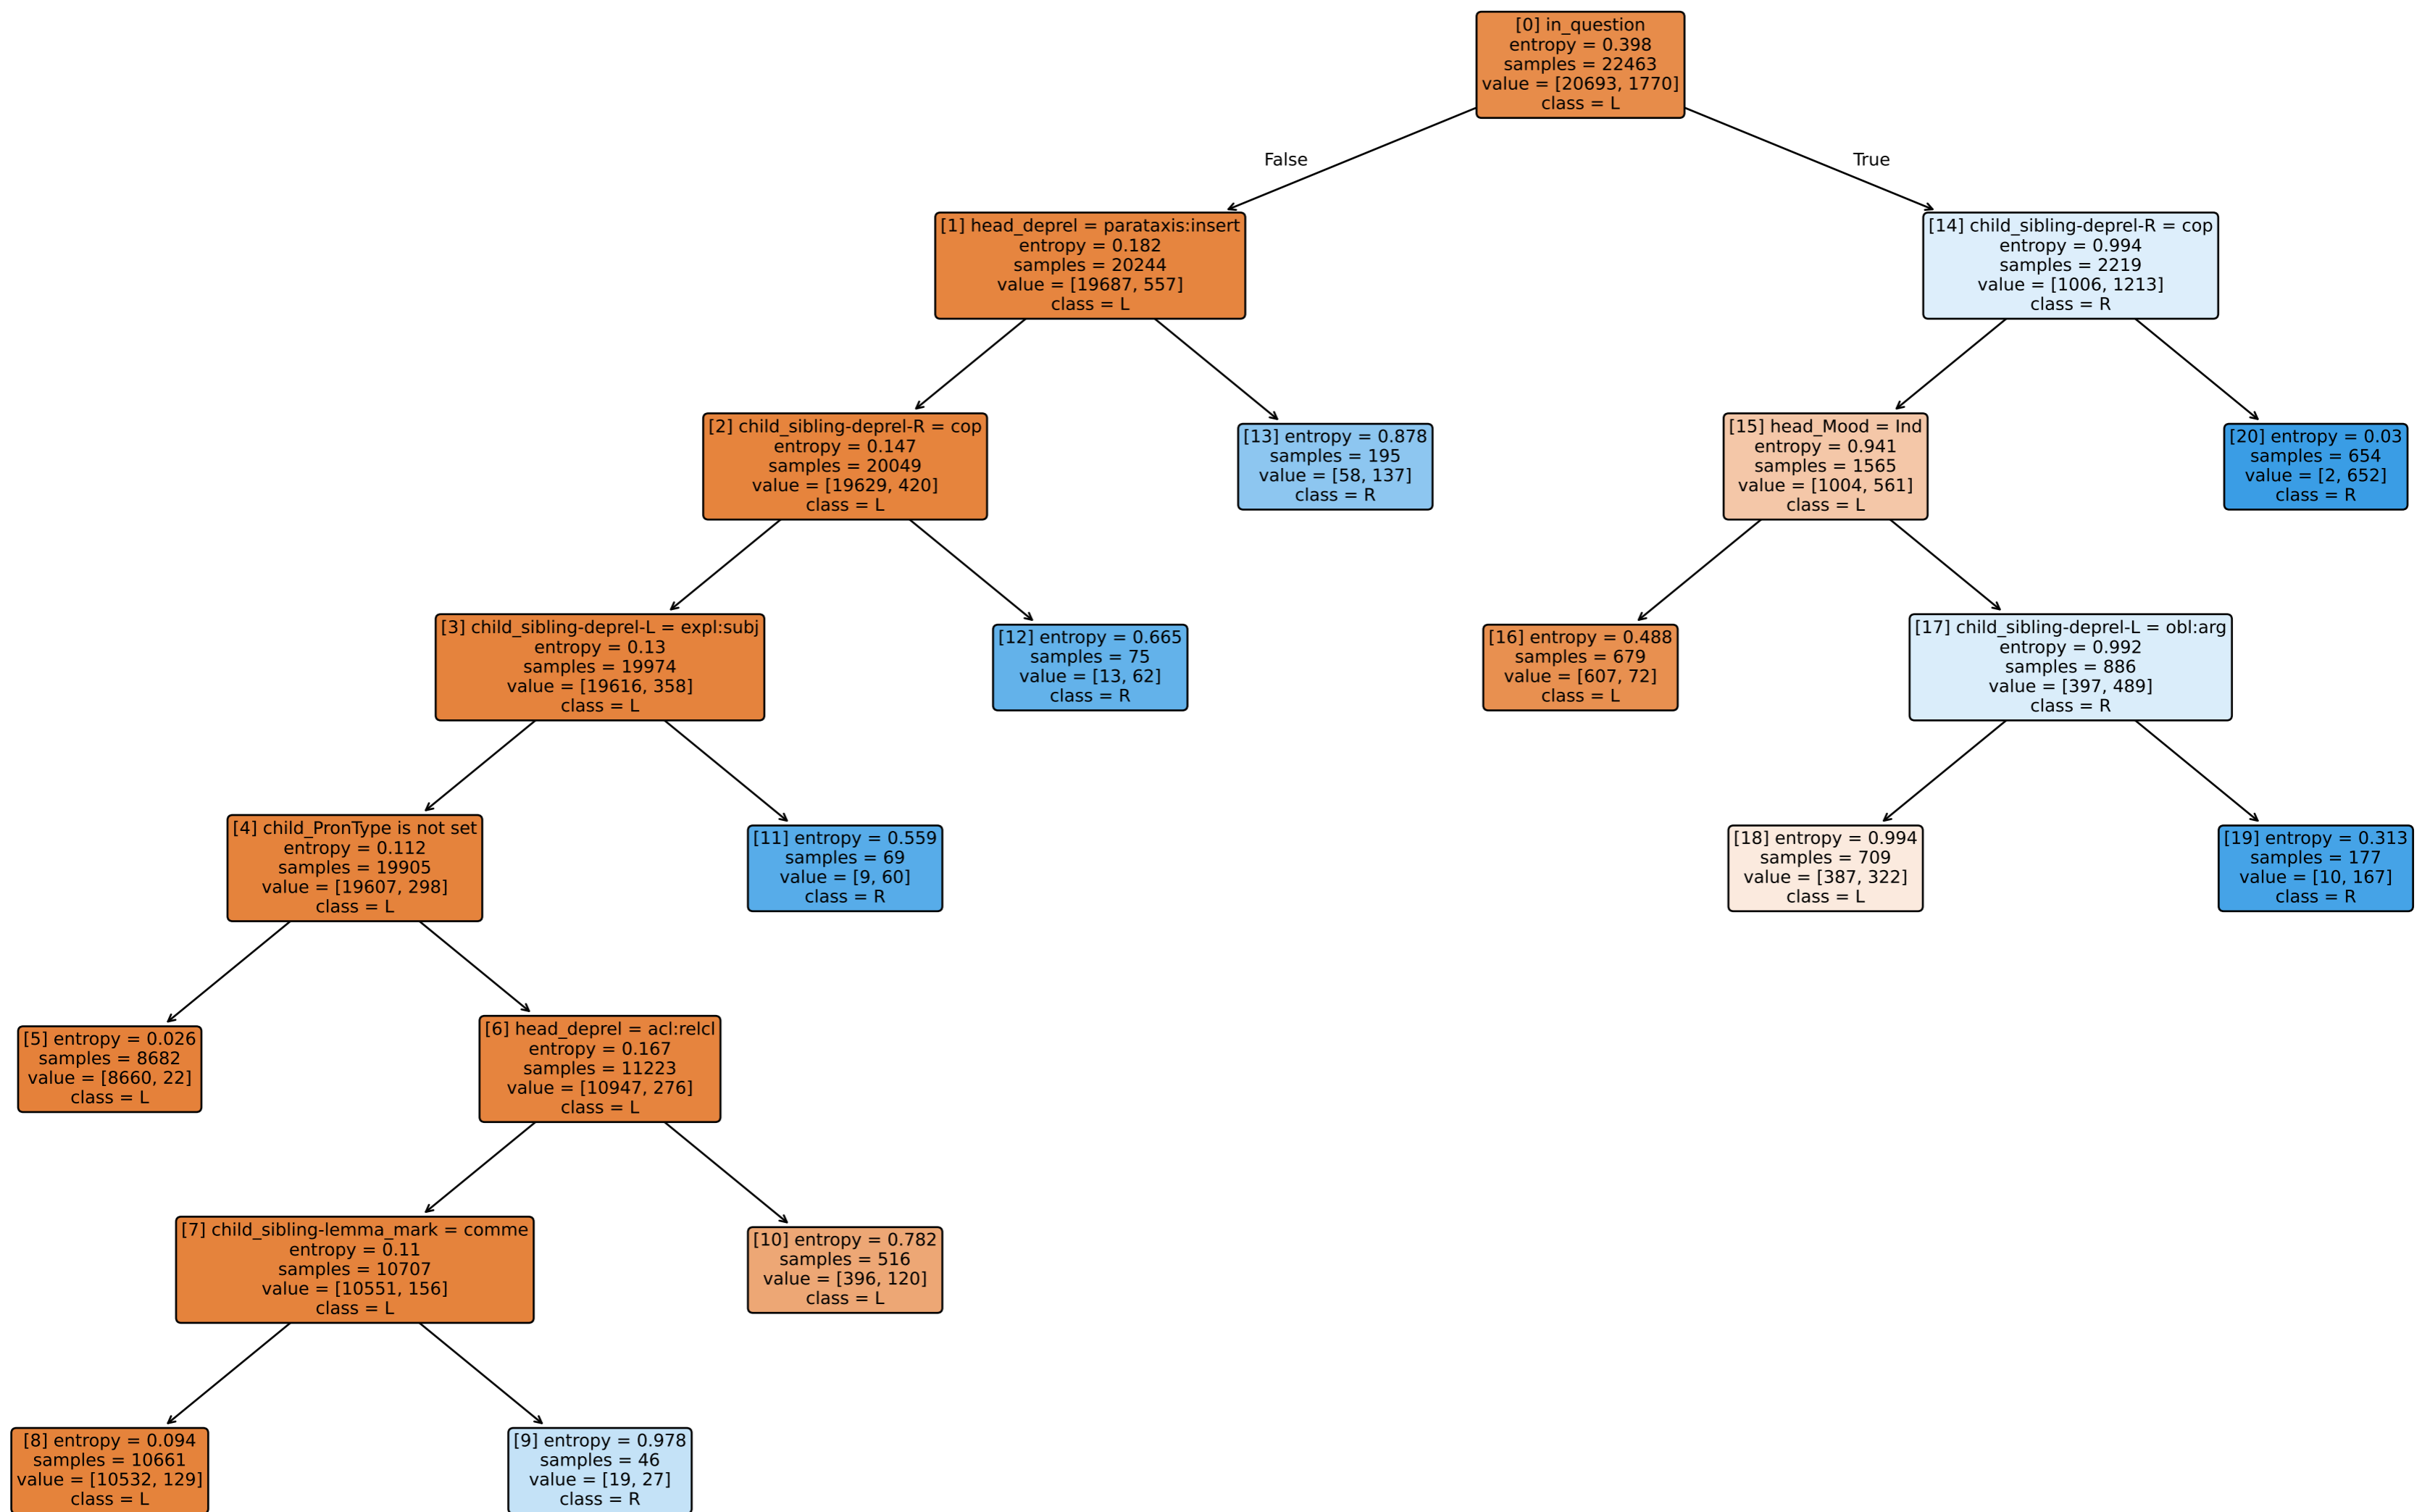 [0] in_question
entropy = 0.398
samples = 22463
value = [20693, 1770]
class = L
False
True
[1] head_deprel = parataxis:insert
entropy = 0.182
samples = 20244
value = [19687, 557]
class = L
[14] child_sibling-deprel-R = cop
entropy = 0.994
samples = 2219
value = [1006, 1213]
class = R
[2] child_sibling-deprel-R = cop
entropy = 0.147
samples = 20049
value = [19629, 420]
class = L
[13] entropy = 0.878
samples = 195
value = [58, 137]
class = R
[15] head_Mood = Ind
entropy = 0.941
samples = 1565
value = [1004, 561]
class = L
[20] entropy = 0.03
samples = 654
value = [2, 652]
class = R
[3] child_sibling-deprel-L = expl:subj
entropy = 0.13
samples = 19974
value = [19616, 358]
class = L
[12] entropy = 0.665
samples = 75
value = [13, 62]
class = R
[16] entropy = 0.488
samples = 679
value = [607, 72]
class = L
[17] child_sibling-deprel-L = obl:arg
entropy = 0.992
samples = 886
value = [397, 489]
class = R
[4] child_PronType is not set
entropy = 0.112
samples = 19905
value = [19607, 298]
class = L
[11] entropy = 0.559
samples = 69
value = [9, 60]
class = R
[18] entropy = 0.994
samples = 709
value = [387, 322]
class = L
[19] entropy = 0.313
samples = 177
value = [10, 167]
class = R
[5] entropy = 0.026
samples = 8682
value = [8660, 22]
class = L
[6] head_deprel = acl:relcl
entropy = 0.167
samples = 11223
value = [10947, 276]
class = L
[7] child_sibling-lemma_mark = comme
entropy = 0.11
samples = 10707
value = [10551, 156]
class = L
[10] entropy = 0.782
samples = 516
value = [396, 120]
class = L
[8] entropy = 0.094
samples = 10661
value = [10532, 129]
class = L
[9] entropy = 0.978
samples = 46
value = [19, 27]
class = R